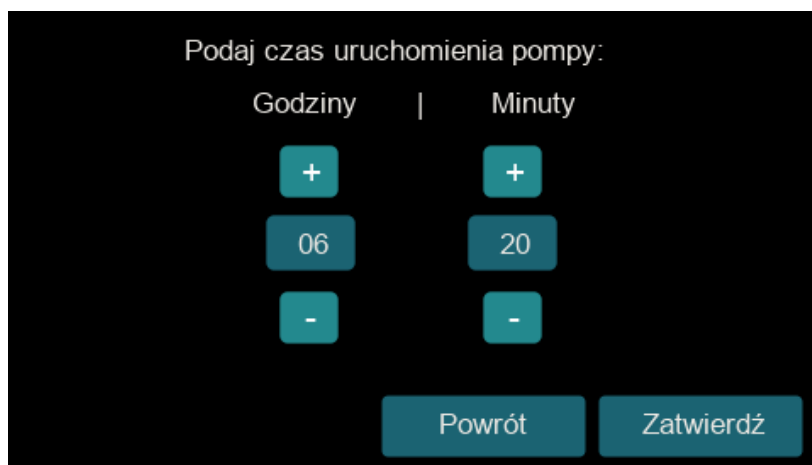 Podaj czas uruchomienia pompy:
Godziny | Minuty
+ +
06 20
- -
Powrót Zatwierdź